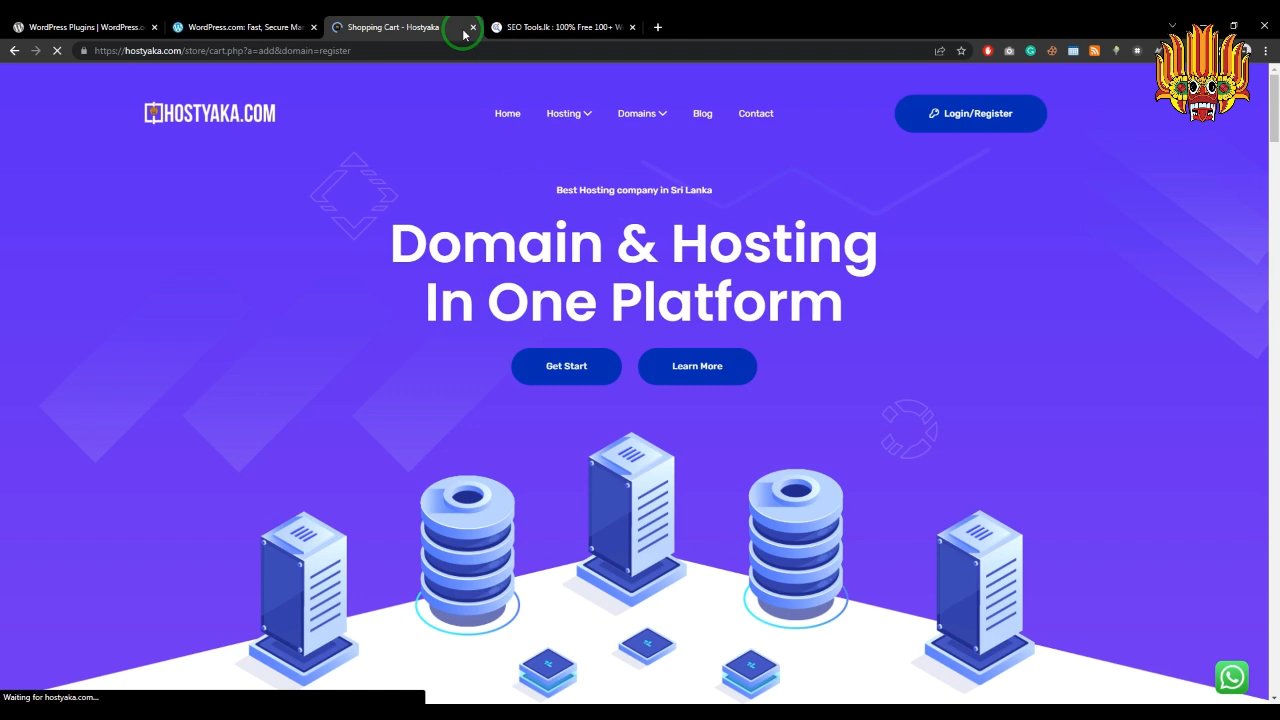 WordPress Plugins | WordPress.o
WordPress.com: Fast, Secure Mar
Shopping Cart - Hostyaka
SEO Tools.lk : 100% Free 100+ W
https://hostyaka.com/store/cart.php?a=add&domain=register
HOSTYAKA.COM
Home
Hosting
Domains
Blog
Contact
Login/Register
Best Hosting company in Sri Lanka
Domain & Hosting
In One Platform
Get Start
Learn More
Waiting for hostyaka.com...